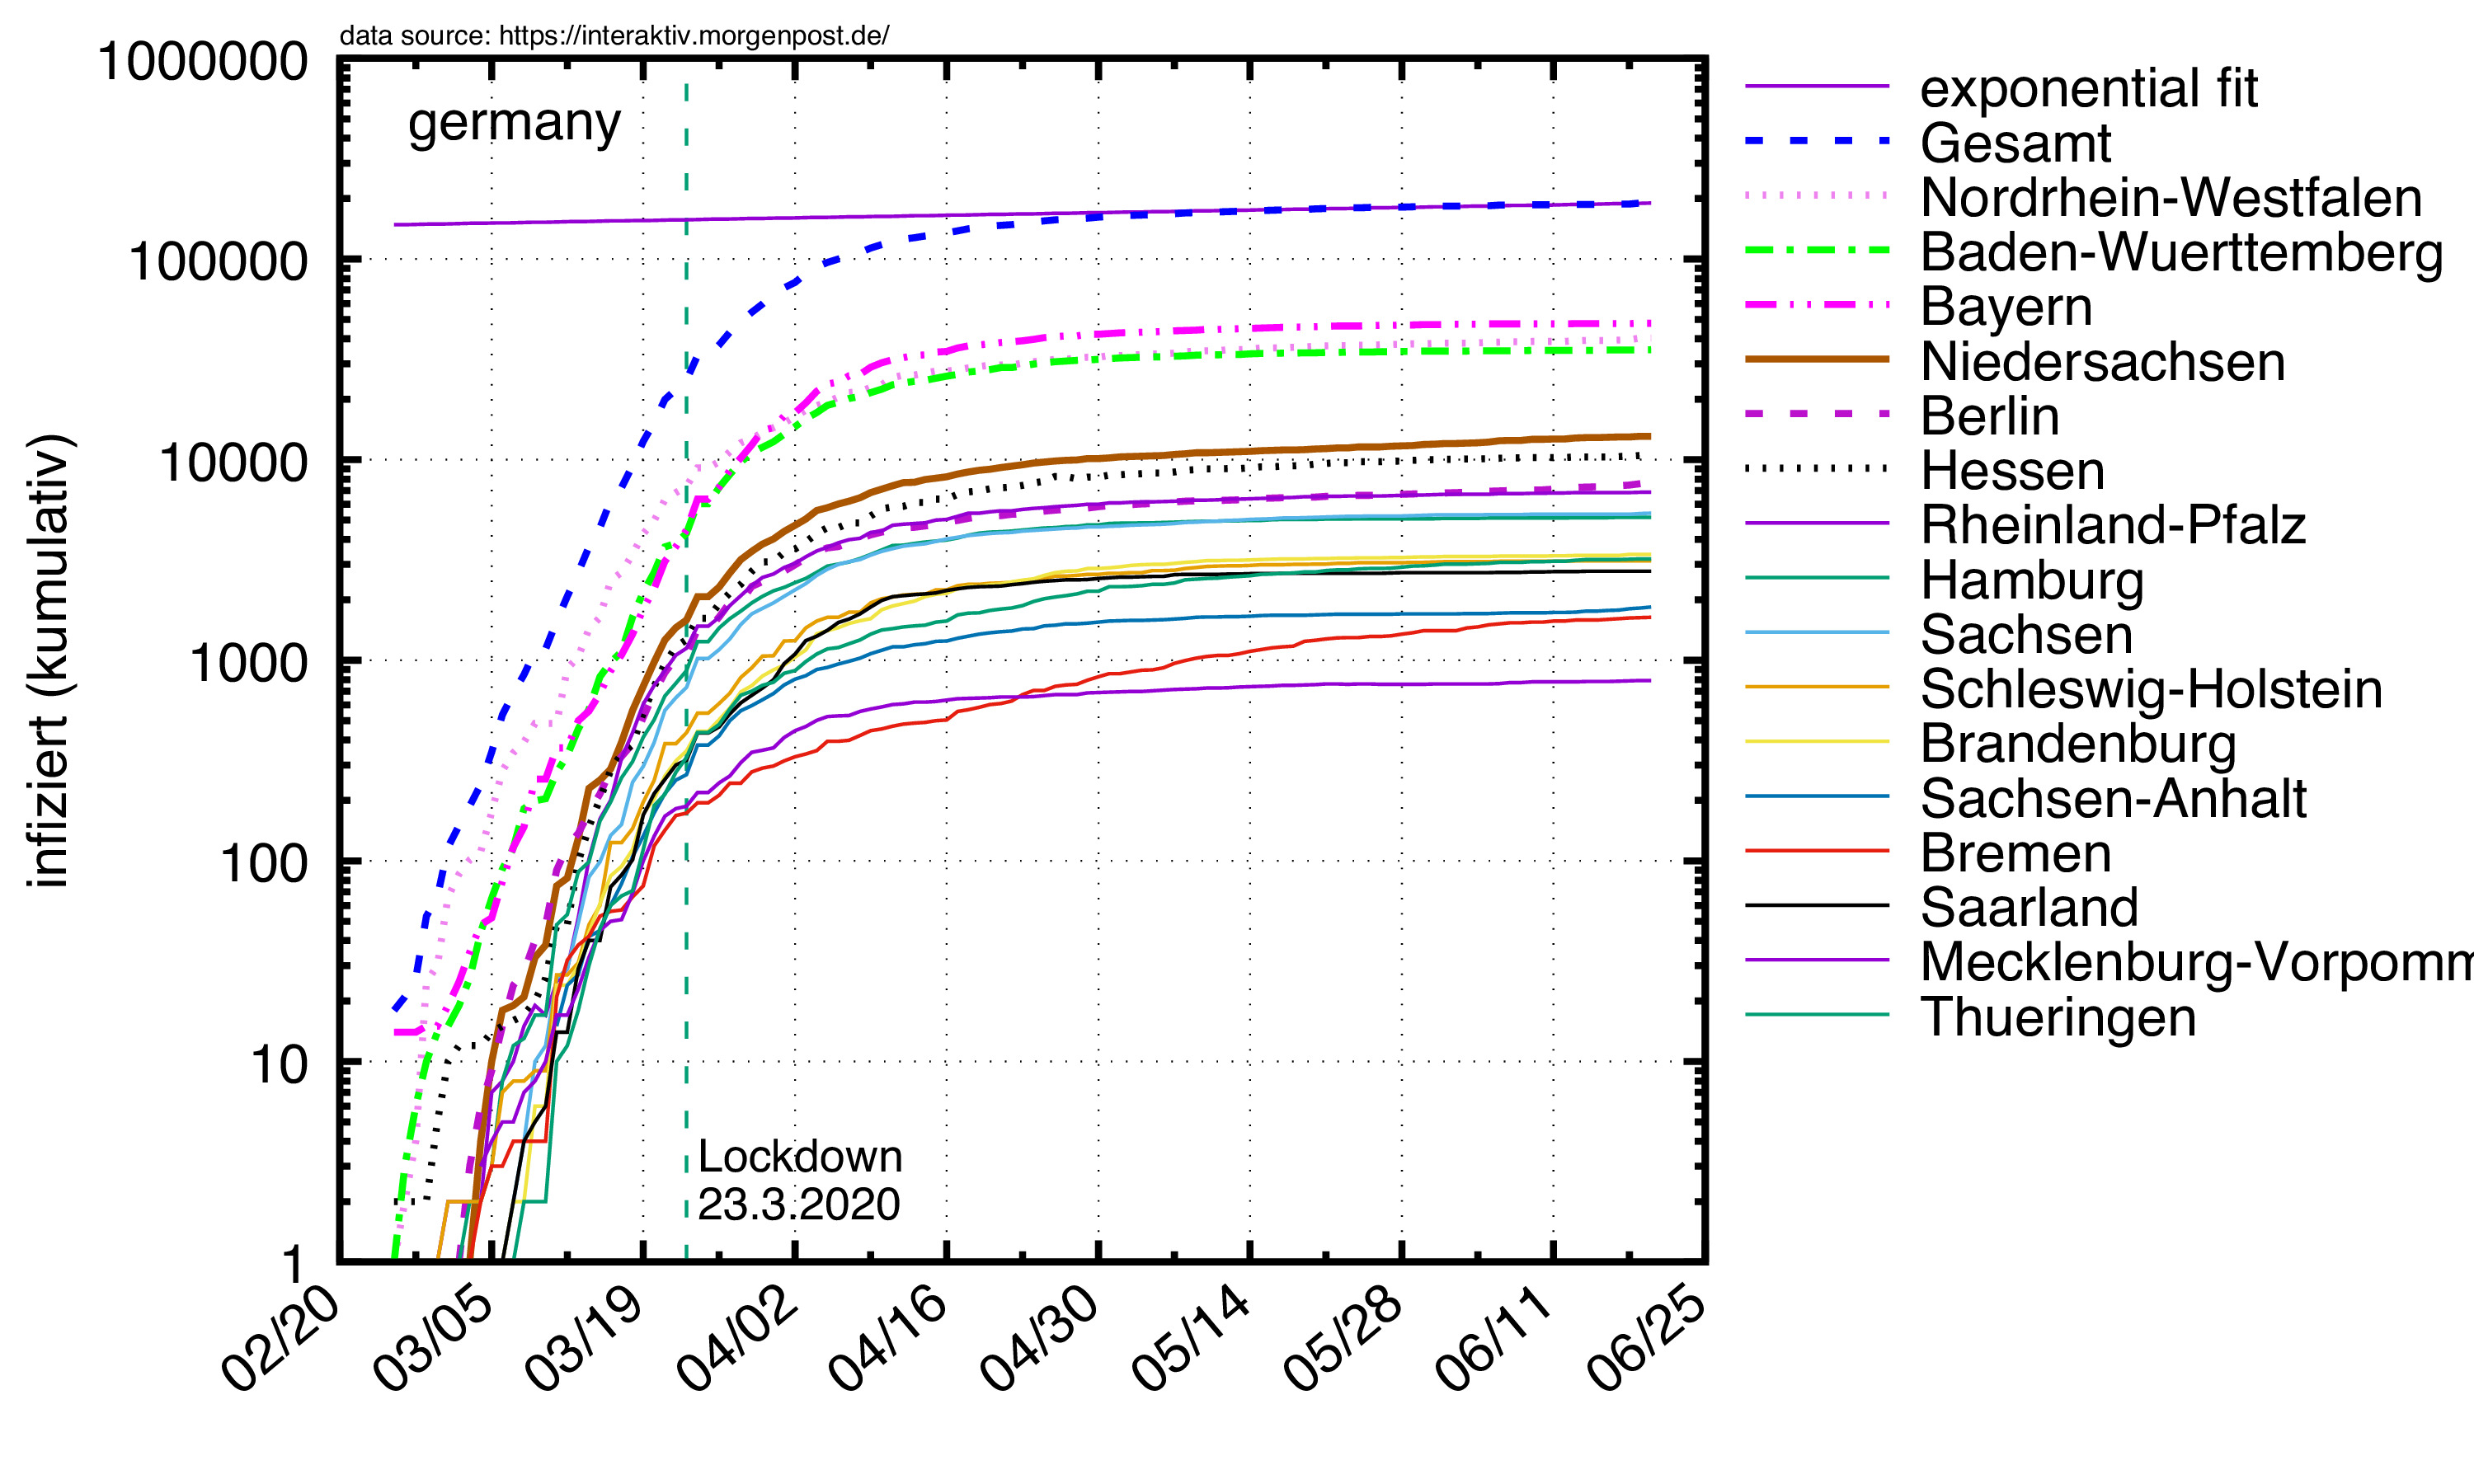 data source: https://interaktiv.morgenpost.de/
germany
infiziert (kumulativ)
1000000
100000
10000
1000
100
10
1
02/20
03/05
03/19
04/02
04/16
04/30
05/14
05/28
06/11
06/25
Lockdown
23.3.2020
exponential fit
Gesamt
Nordrhein-Westfalen
Baden-Wuerttemberg
Bayern
Niedersachsen
Berlin
Hessen
Rheinland-Pfalz
Hamburg
Sachsen
Schleswig-Holstein
Brandenburg
Sachsen-Anhalt
Bremen
Saarland
Mecklenburg-Vorpomm
Thueringen